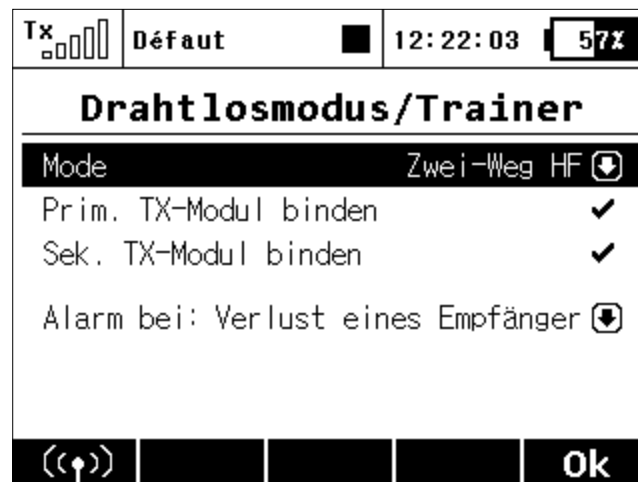 Tx Défaut 12:22:03 57%
Drahtlosmodus/Trainer
Mode Zwei-Weg HF
Prim. TX-Modul binden
Sek. TX-Modul binden
Alarm bei: Verlust eines Empfänger
Ok